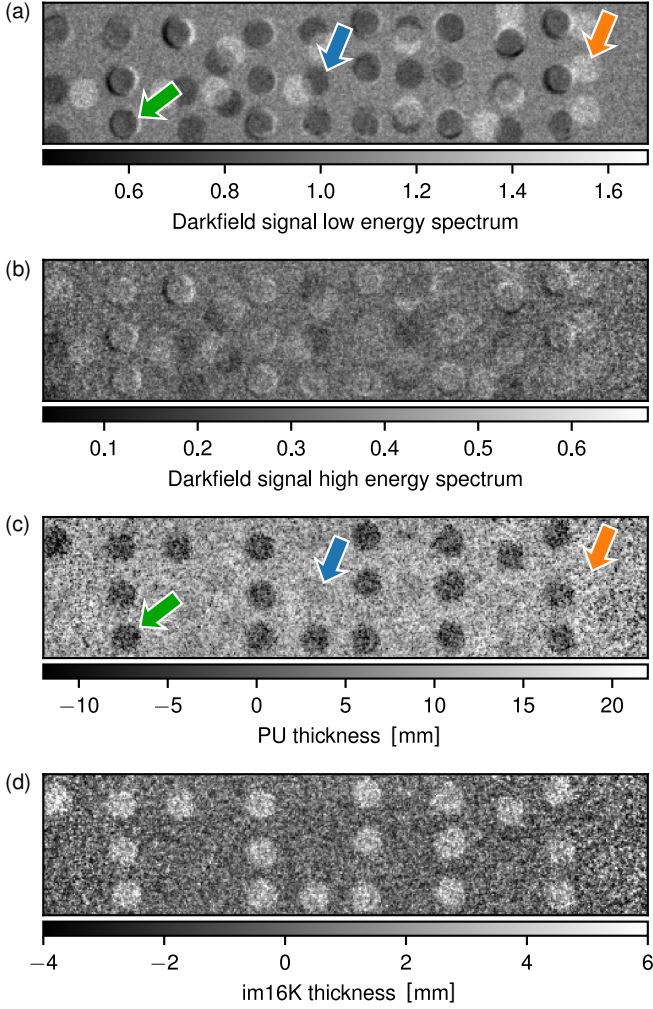 (a)
0.6 0.8 1.0 1.2 1.4 1.6
Darkfield signal low energy spectrum
(b)
0.1 0.2 0.3 0.4 0.5 0.6
Darkfield signal high energy spectrum
(c)
−10 −5 0 5 10 15 20
PU thickness [mm]
(d)
−4 −2 0 2 4 6
im16K thickness [mm]